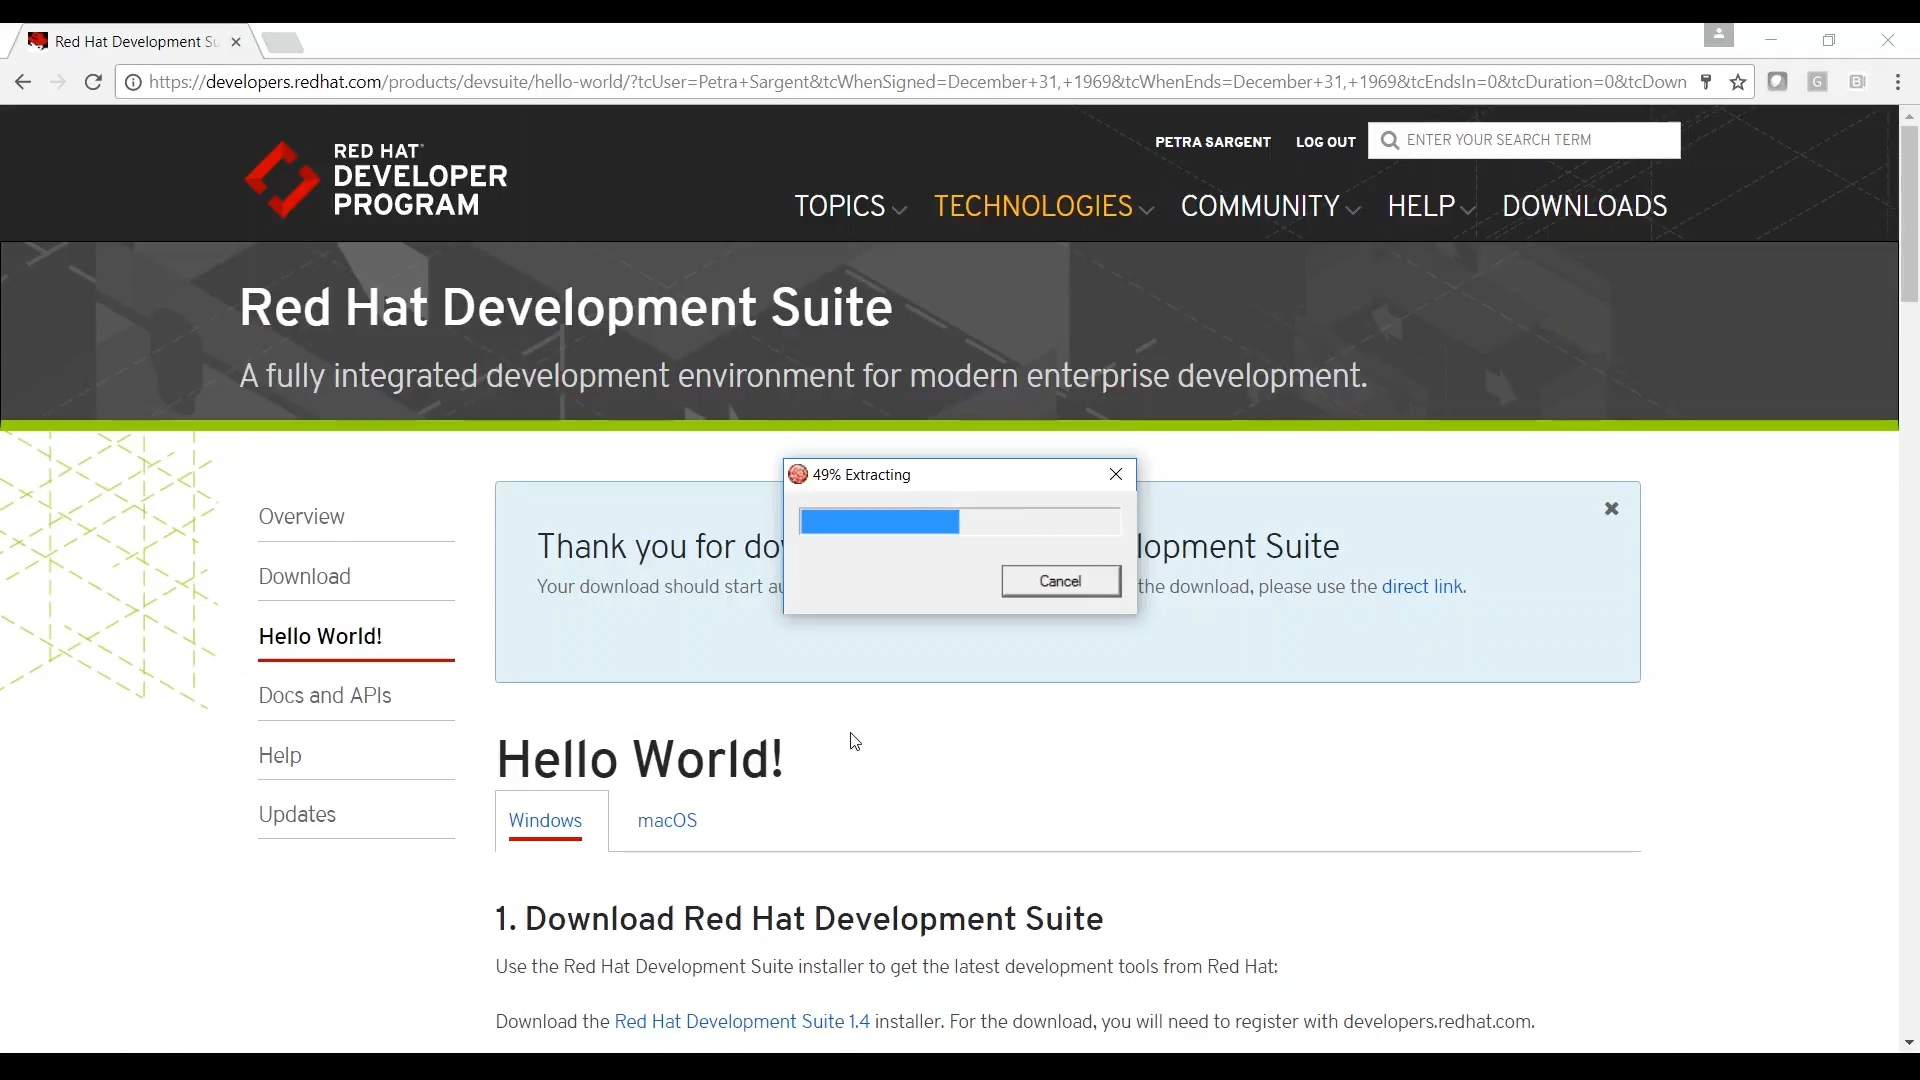 Red Hat Development Su
https://developers.redhat.com/products/devsuite/hello-world/?tcUser=Petra+Sargent&tcWhenSigned=December+31,+1969&tcWhenEnds=December+31,+1969&tcEndsIn=0&tcDuration=0&tcDown
RED HAT
DEVELOPER
PROGRAM
PETRA SARGENT LOG OUT ENTER YOUR SEARCH TERM
TOPICS TECHNOLOGIES COMMUNITY HELP DOWNLOADS
Red Hat Development Suite
A fully integrated development environment for modern enterprise development.
49% Extracting
Cancel
Overview
Download
Hello World!
Docs and APIs
Help
Updates
Thank you for do lopment Suite
Your download should start au the download, please use the direct link.
Hello World!
Windows macOS
1. Download Red Hat Development Suite
Use the Red Hat Development Suite installer to get the latest development tools from Red Hat:
Download the Red Hat Development Suite 1.4 installer. For the download, you will need to register with developers.redhat.com.